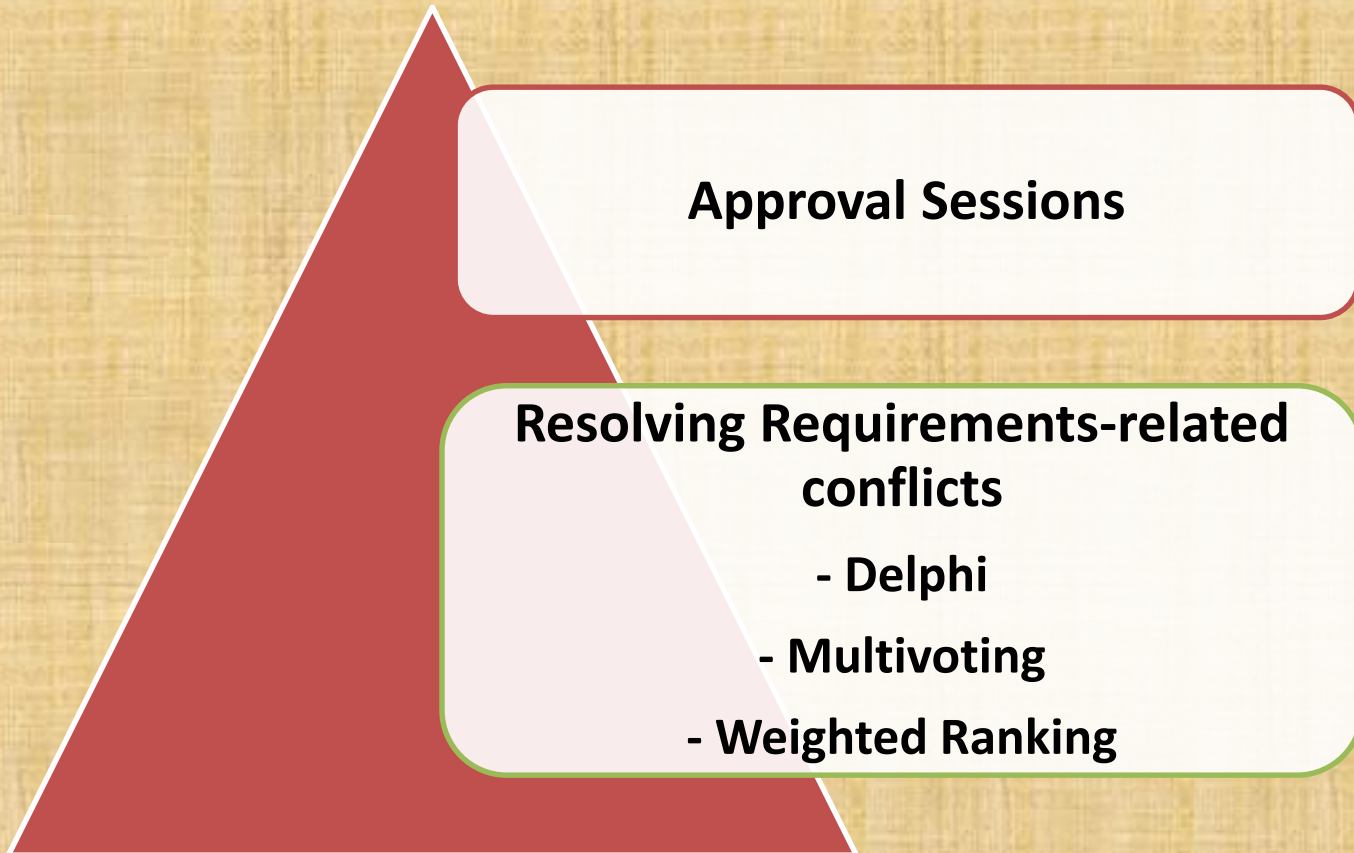 Approval Sessions
Resolving Requirements-related
conflicts
- Delphi
- Multivoting
- Weighted Ranking